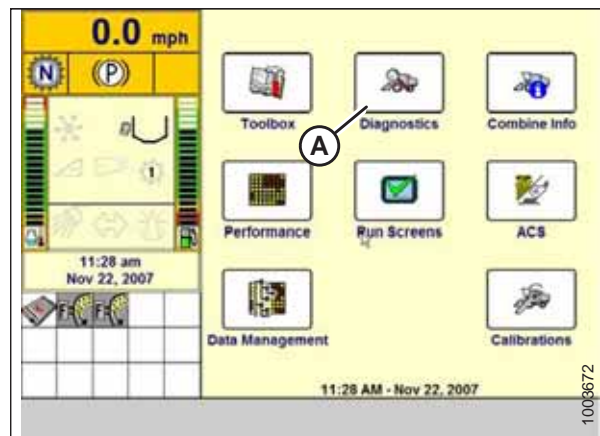 0.0 mph
N
P
1
11:28 am
Nov 22, 2007
F
F
Toolbox
Diagnostics
Combine Info
A
Performance
Run Screens
ACS
Data Management
Calibrations
11:28 AM - Nov 22, 2007
1003672